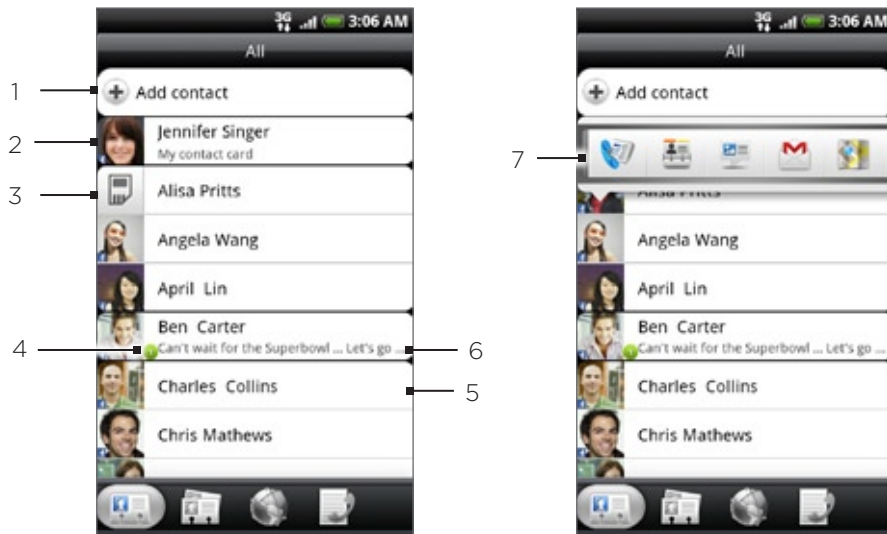 3G 3:06 AM
All
1
Add contact
2
Jennifer Singer
My contact card
3
Alisa Pritts
Angela Wang
April Lin
Ben Carter
4
Can't wait for the Superbowl ... Let's go ...
6
Charles Collins
5
Chris Mathews
3G 3:06 AM
All
Add contact
7
Alisa Pritts
Angela Wang
April Lin
Ben Carter
Can't wait for the Superbowl ... Let's go ...
Charles Collins
Chris Mathews